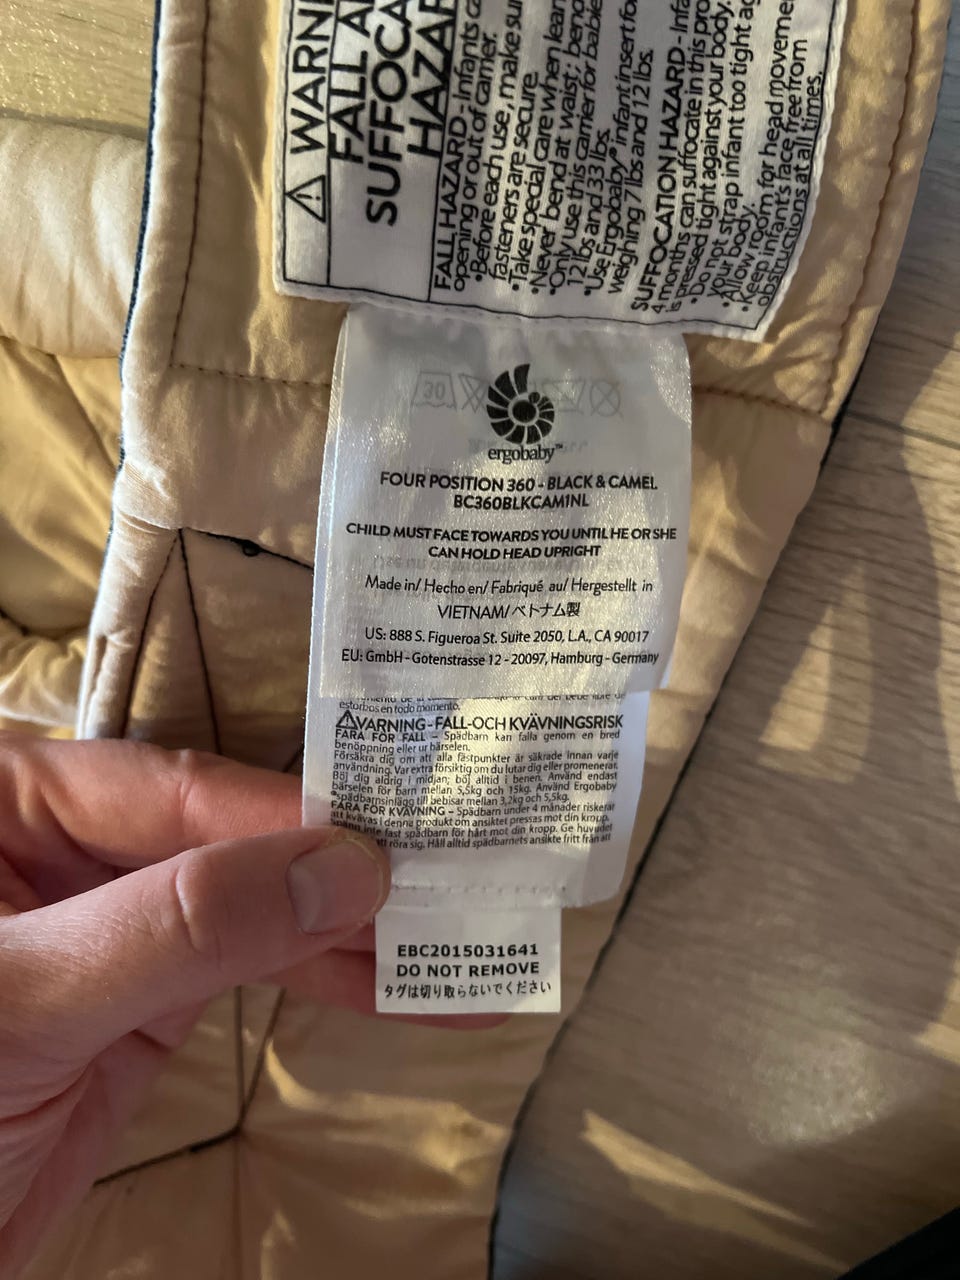 WARN
FALL A
SUFFOCA
HAZAR
FALL HAZARD - Infants
opening or out of carrier.
•Before each use, make su
fasteners are secure.
•Take special care when lean
•Never bend at waist; bend
•Only use this carrier for babie
12 lbs and 33 lbs.
•Use Ergobaby® infant insert fo
weighing 7 lbs and 12 lbs.
SUFFOCATION HAZARD - Infa
4 months can suffocate in this pro
is pressed tight against your body.
•Do not strap infant too tight ag
your body.
•Allow room for head moveme
•Keep infant's face free from
obstructions at all times.
30
ergobaby™
FOUR POSITION 360 - BLACK & CAMEL
BC360BLKCAM1NL
CHILD MUST FACE TOWARDS YOU UNTIL HE OR SHE
CAN HOLD HEAD UPRIGHT
Made in/ Hecho en/ Fabriqué au/ Hergestellt in
VIETNAM/ベトナム製
US: 888 S. Figueroa St. Suite 2050, L.A., CA 90017
EU: GmbH - Gotenstrasse 12 - 20097, Hamburg - Germany
estorbos en todo momento.
VARNING - FALL-OCH KVÄVNINGSRISK
FARA FÖR FALL – Spädbarn kan falla genom en bred
benöppning eller ur bärselen.
Försäkra dig om att alla fästpunkter är säkrade innan varje
användning. Var extra försiktig om du lutar dig eller promenerar.
Böj dig aldrig i midjan; böj alltid i benen. Använd endast
bärselen för barn mellan 5,5kg och 15kg. Använd Ergobaby
spädbarnsinlägg till bebisar mellan 3,2kg och 5,5kg.
FARA FÖR KVÄVNING – Spädbarn under 4 månader riskerar
att kvävas i denna produkt om ansiktet pressas mot din kropp.
Spänn inte fast spädbarn för hårt mot din kropp. Ge huvudet
att röra sig. Håll alltid spädbarnets ansikte fritt från allt
EBC2015031641
DO NOT REMOVE
タグは切り取らないでください